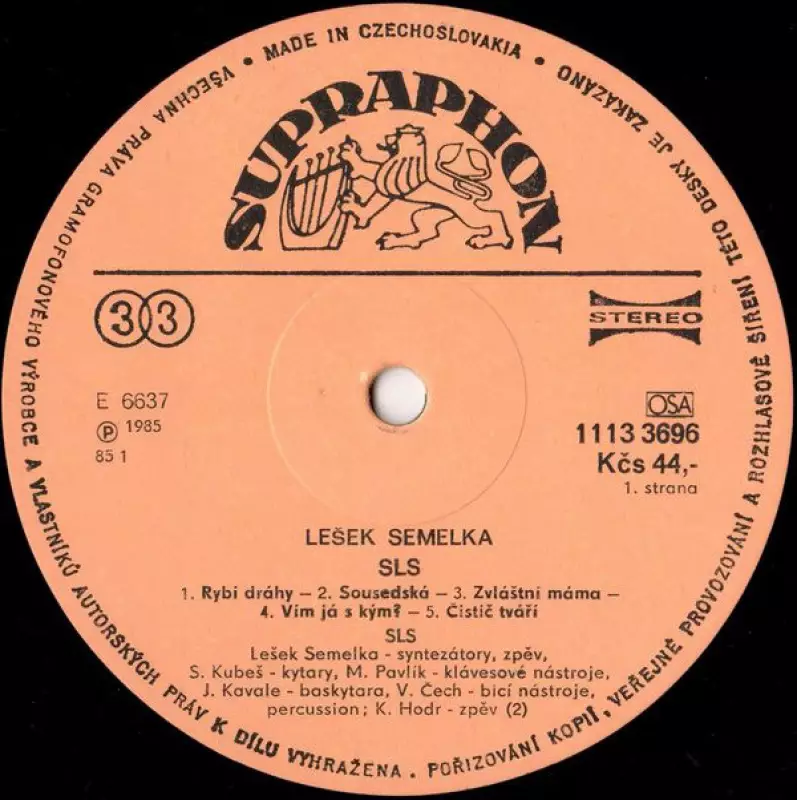 VŠECHNA PRÁVA GRAMOFONOVÉHO VÝROBCE A VLASTNÍKŮ AUTORSKÝCH PRÁV K DÍLU VYHRAŽENA . POŘIZOVÁNÍ KOPIÍ, VEŘEJNÉ PROVOZOVÁNÍ A ROZHLASOVÉ ŠÍŘENÍ TÉTO DESKY JE ZAKÁZÁNO
• MADE IN CZECHOSLOVAKIA •
SUPRAPHON
33
STEREO
E 6637
Ⓟ 1985
85 1
OSA
1113 3696
Kčs 44,-
1. strana
LEŠEK SEMELKA
SLS
1. Rybí dráhy – 2. Sousedská – 3. Zvláštní máma –
4. Vím já s kým? – 5. Čistič tváří
SLS
Lešek Semelka - syntezátory, zpěv,
S. Kubeš - kytary, M. Pavlík - klávesové nástroje,
J. Kavale - baskytara, V. Čech - bicí nástroje,
percussion; K. Hodr - zpěv (2)